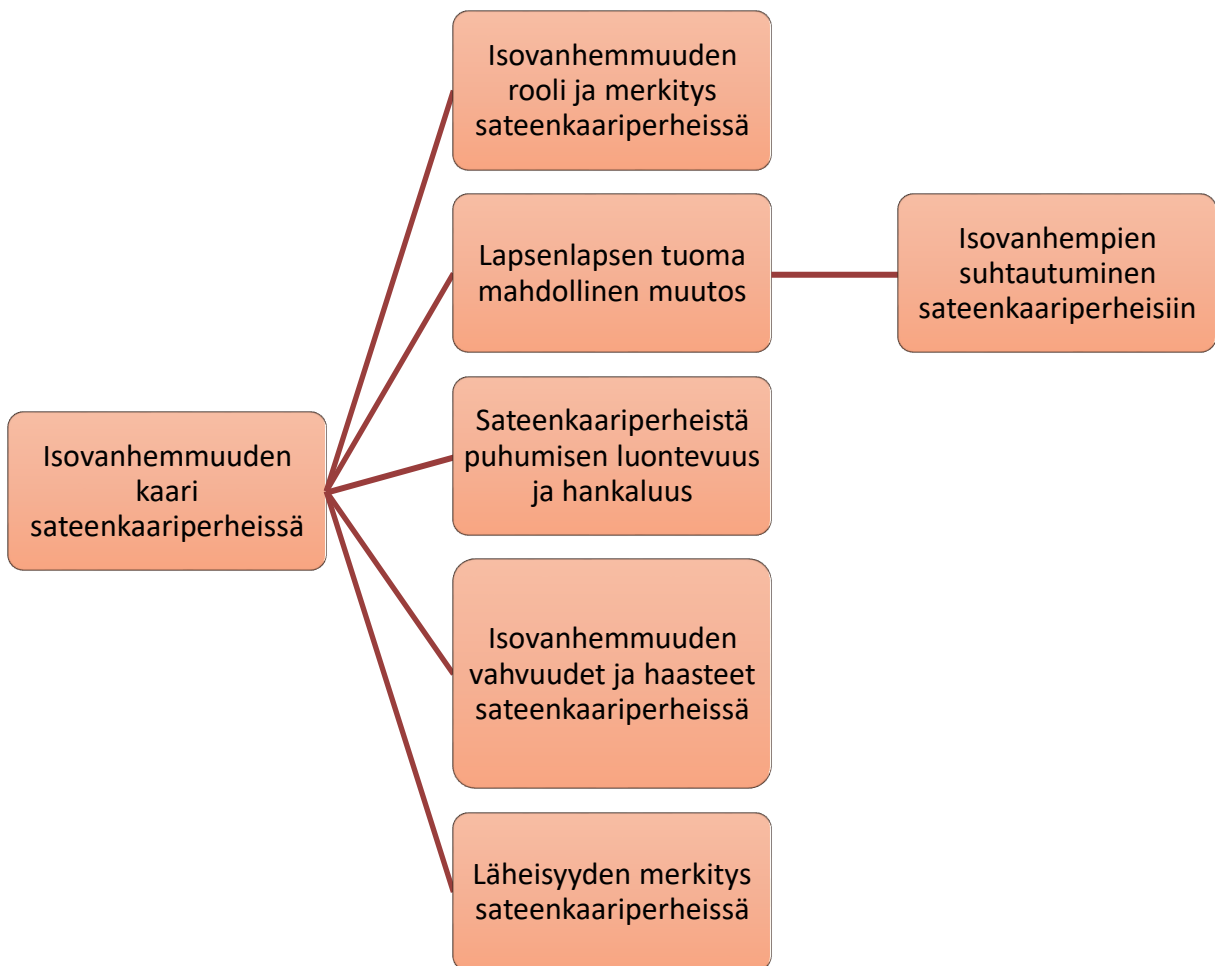 Isovanhemmuuden
kaari
sateenkaariperheissä
Isovanhemmuuden
rooli ja merkitys
sateenkaariperheissä
Lapsenlapsen tuoma
mahdollinen muutos
Isovanhempien
suhtautuminen
sateenkaariperheisiin
Sateenkaariperheistä
puhumisen luontevuus
ja hankaluus
Isovanhemmuuden
vahvuudet ja haasteet
sateenkaariperheissä
Läheisyyden merkitys
sateenkaariperheissä